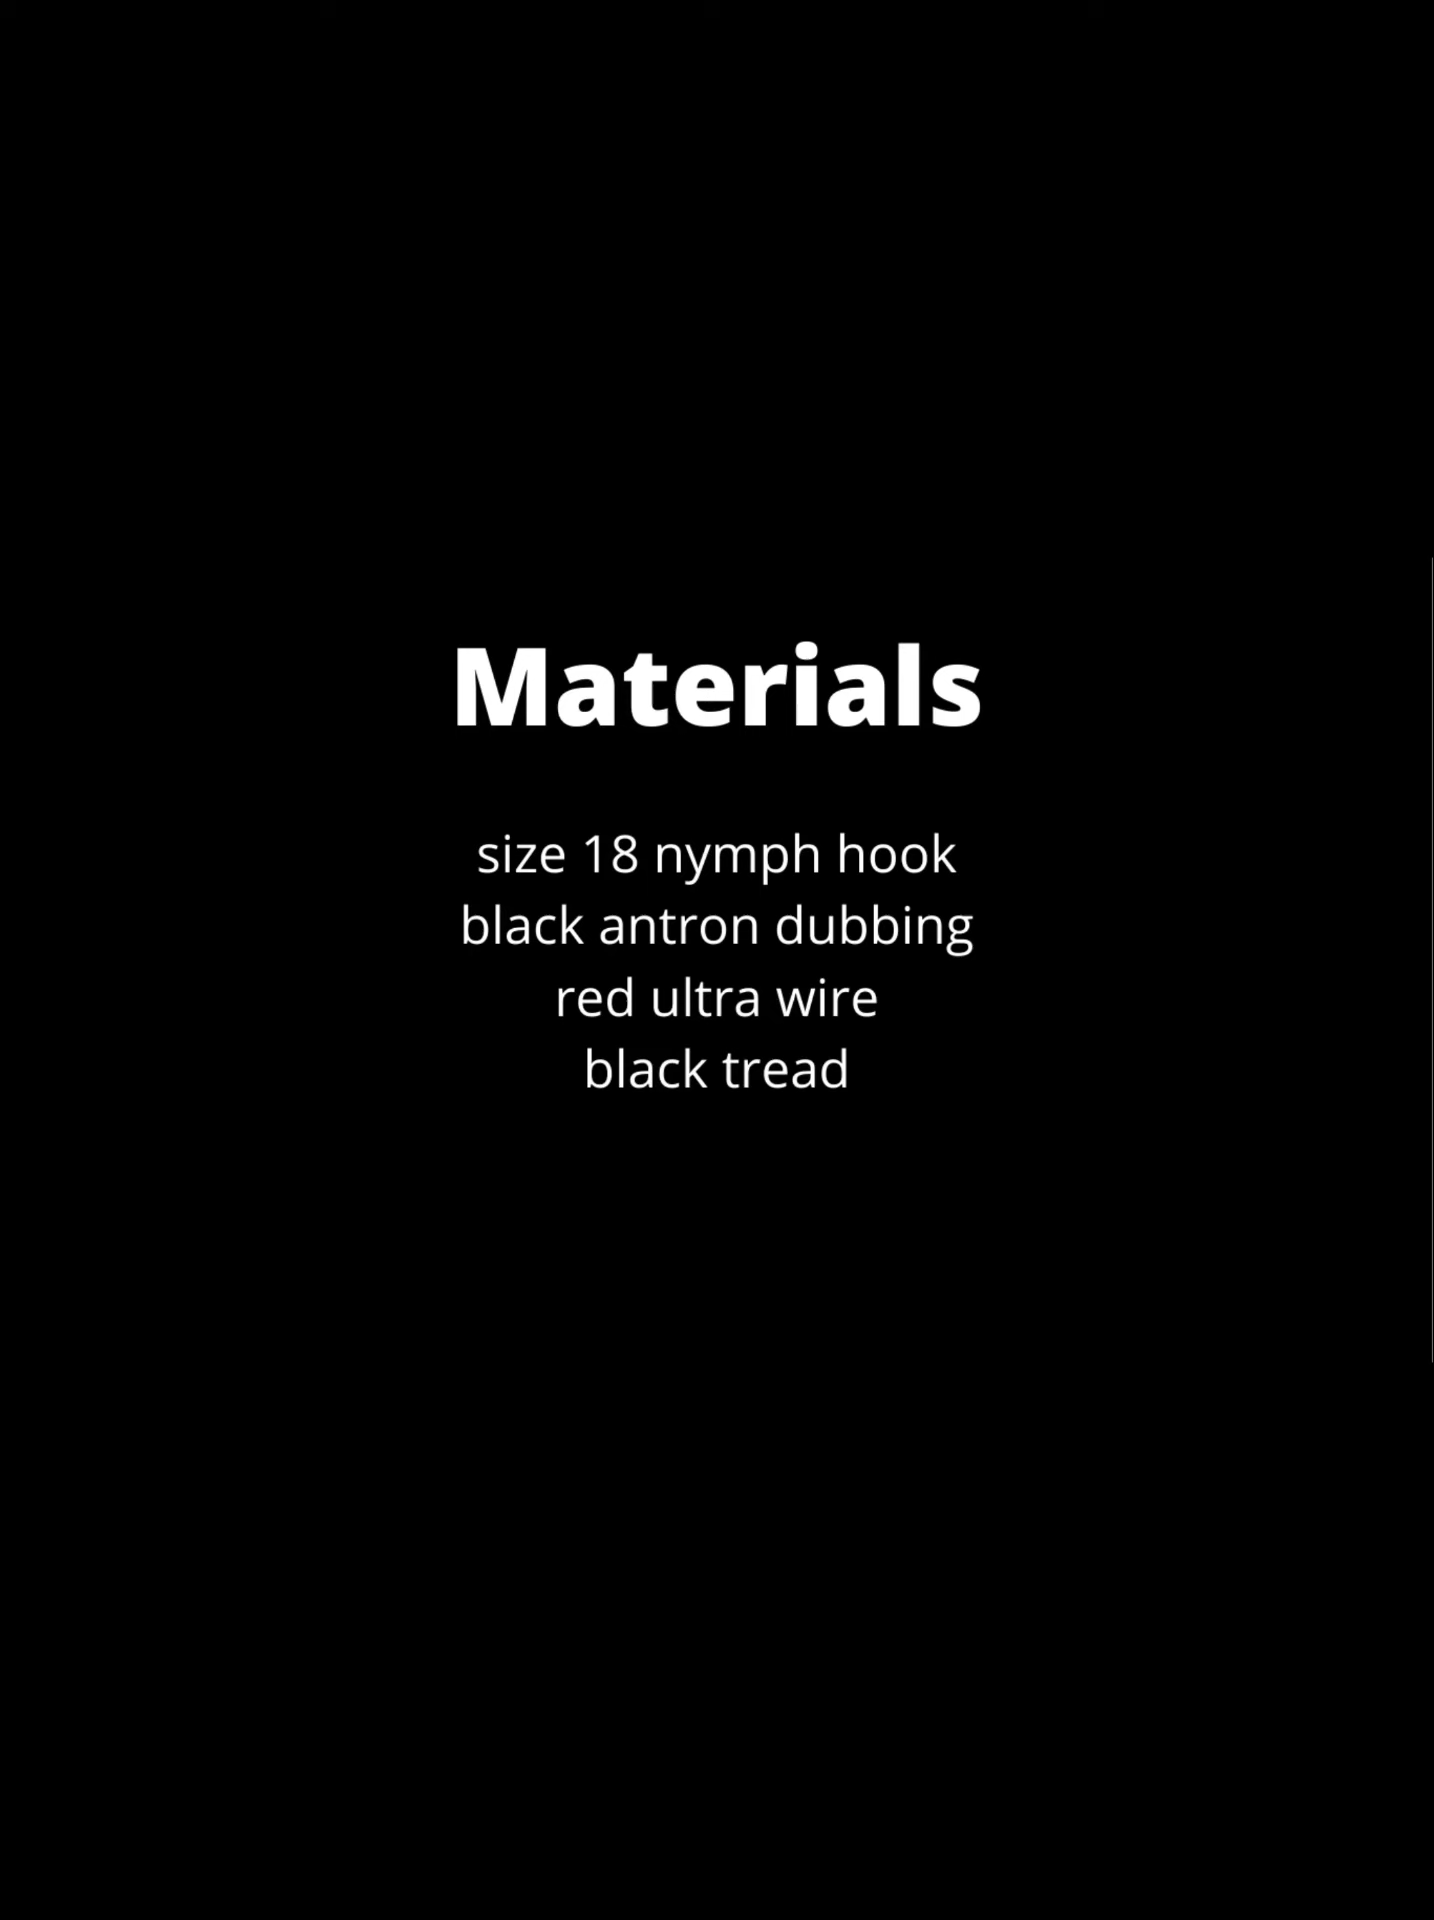 Materials
size 18 nymph hook
black antron dubbing
red ultra wire
black tread